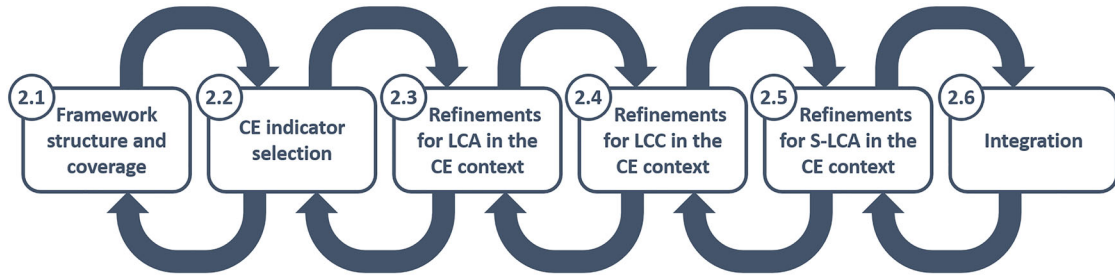 2.1
Framework
structure and
coverage
2.2
CE indicator
selection
2.3
Refinements
for LCA in the
CE context
2.4
Refinements
for LCC in the
CE context
2.5
Refinements
for S-LCA in the
CE context
2.6
Integration